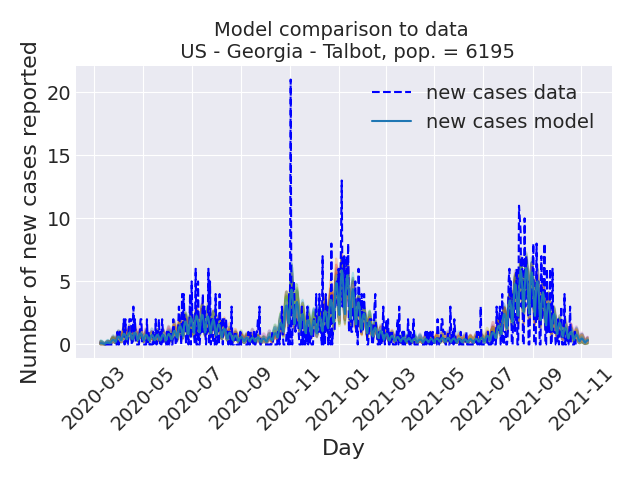 Model comparison to data
US - Georgia - Talbot, pop. = 6195
Number of new cases reported
20
15
10
5
0
new cases data
new cases model
2020-03
2020-05
2020-07
2020-09
2020-11
2021-01
2021-03
2021-05
2021-07
2021-09
2021-11
Day